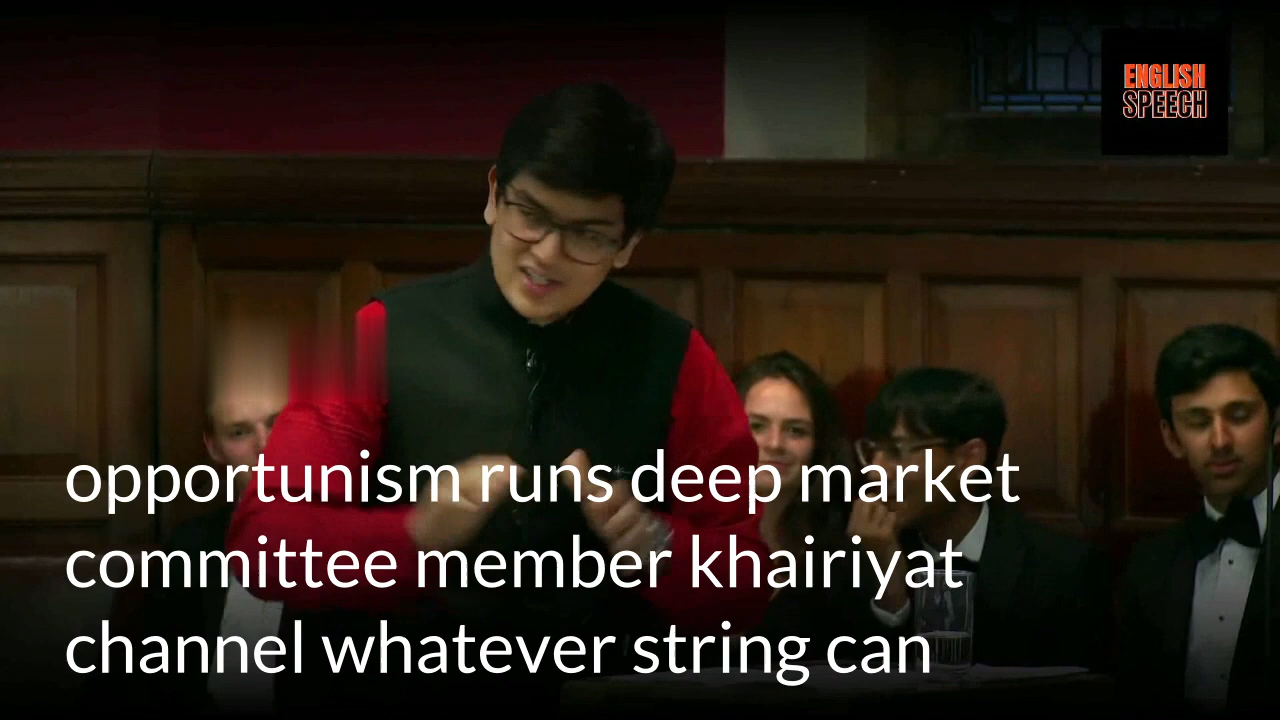 ENGLISH
SPEECH
opportunism runs deep market
committee member khairiyat
channel whatever string can